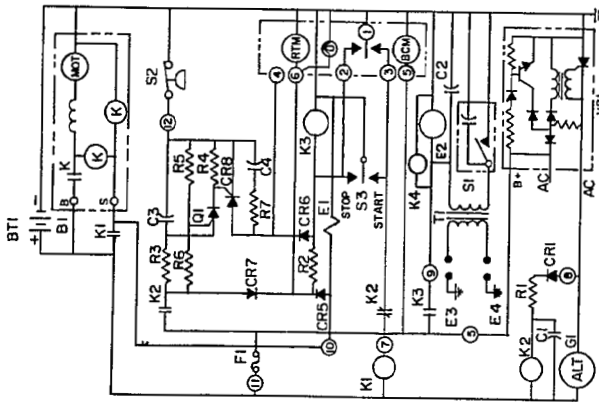 BT1
+
-
MOT
K
K
K
B
S
B1
K1
S2
12
C3
R5
R4
Q1
CR8
R3
R6
C4
R7
K2
CR7
CR6
RTM
4
6
1
2
3
5
BCM
K3
STOP
S3
START
E1
R2
CR5
10
F1
11
K2
7
K1
C2
K4
E2
S1
T1
9
K3
E3
E4
5
B+
AC
AC
R1
CR1
8
K2
C1
G1
ALT